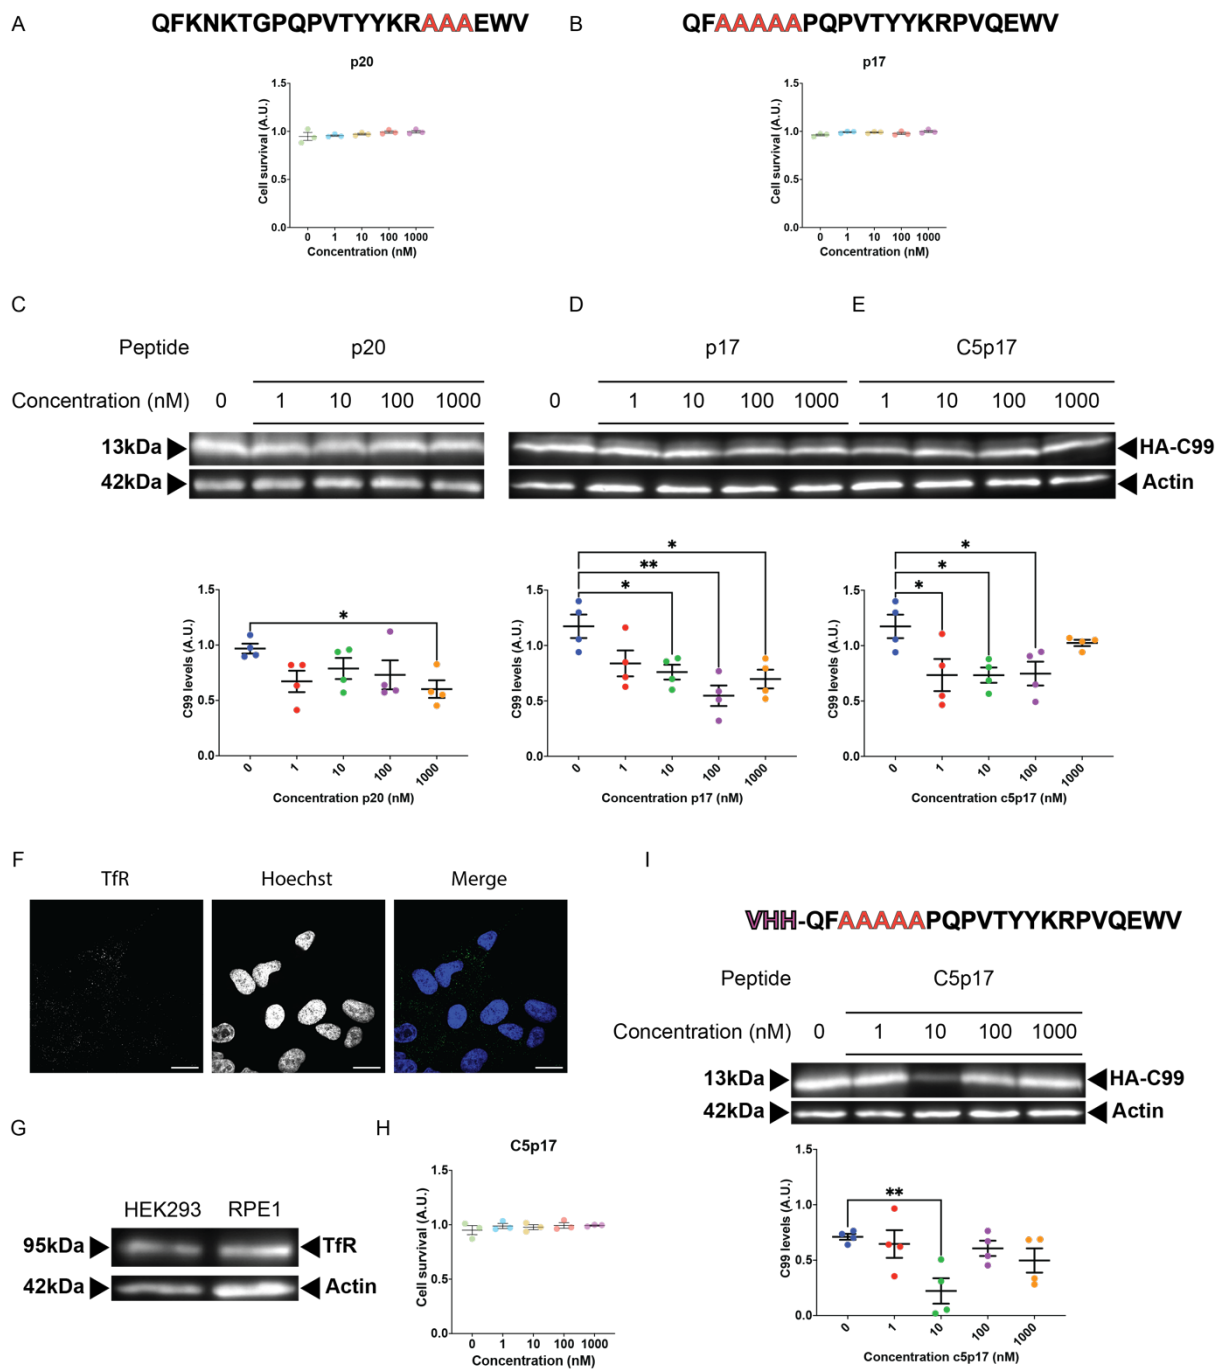 A
QFKNKTGPQPVTYYKRAAAEWV
B
QFAAAAAPQPVTYYKRPVQEWV
p20
1.5
1.0
0.5
0.0
Cell survival (A.U.)
0 1 10 100 1000
Concentration (nM)
p17
1.5
1.0
0.5
0.0
Cell survival (A.U.)
0 1 10 100 1000
Concentration (nM)
C
D
E
Peptide p20 p17 C5p17
Concentration (nM) 0 1 10 100 1000 0 1 10 100 1000 1 10 100 1000
13kDa HA-C99
42kDa Actin
*
1.5
1.0
0.5
0.0
C99 levels (A.U.)
0 1 10 100 1000
Concentration p20 (nM)
*
**
*
1.5
1.0
0.5
0.0
C99 levels (A.U.)
0 1 10 100 1000
Concentration p17 (nM)
*
*
*
1.5
1.0
0.5
0.0
C99 levels (A.U.)
0 1 10 100 1000
Concentration c5p17 (nM)
F
TfR Hoechst Merge
G
HEK293 RPE1
95kDa TfR
42kDa Actin
H
C5p17
1.5
1.0
0.5
0.0
Cell survival (A.U.)
0 1 10 100 1000
Concentration (nM)
I
VHH-QFAAAAAPQPVTYYKRPVQEWV
Peptide C5p17
Concentration (nM) 0 1 10 100 1000
13kDa HA-C99
42kDa Actin
**
1.0
0.5
0.0
C99 levels (A.U.)
0 1 10 100 1000
Concentration c5p17 (nM)